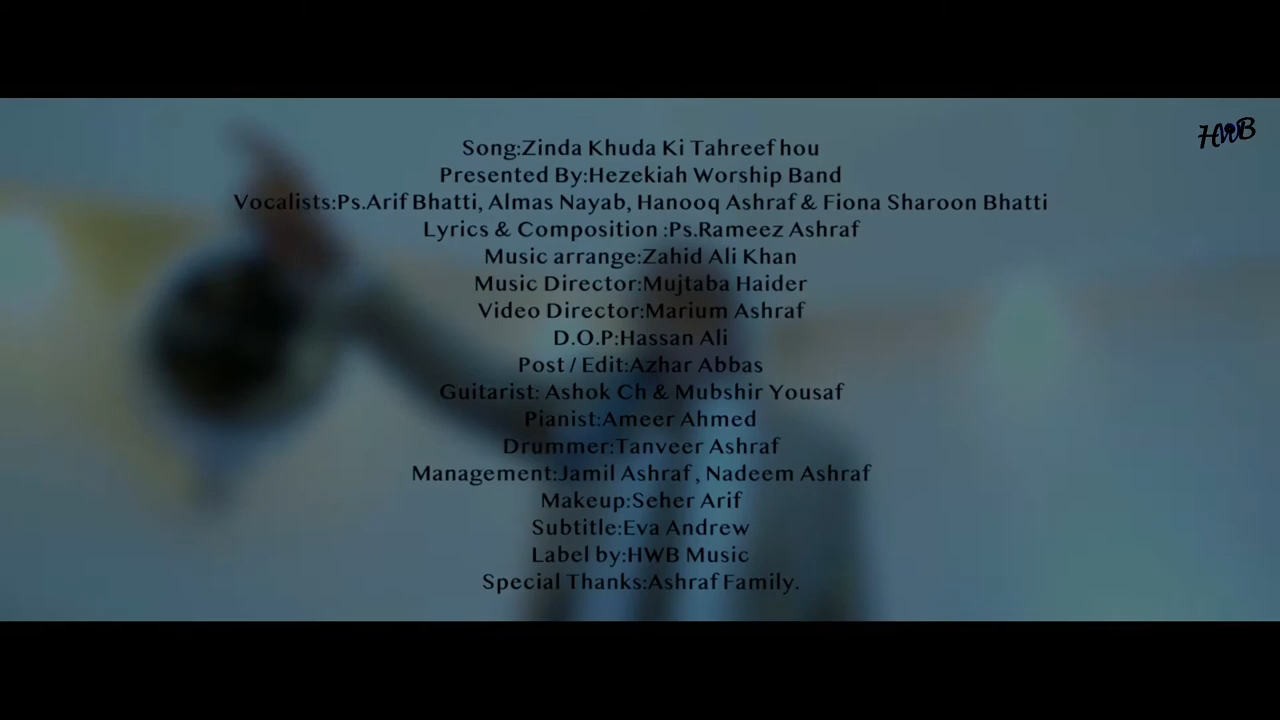 HWB
Song:Zinda Khuda Ki Tahreef hou
Presented By:Hezekiah Worship Band
Vocalists:Ps.Arif Bhatti, Almas Nayab, Hanooq Ashraf & Fiona Sharoon Bhatti
Lyrics & Composition :Ps.Rameez Ashraf
Music arrange:Zahid Ali Khan
Music Director:Mujtaba Haider
Video Director:Marium Ashraf
D.O.P:Hassan Ali
Post / Edit:Azhar Abbas
Guitarist: Ashok Ch & Mubshir Yousaf
Pianist:Ameer Ahmed
Drummer:Tanveer Ashraf
Management:Jamil Ashraf , Nadeem Ashraf
Makeup:Seher Arif
Subtitle:Eva Andrew
Label by:HWB Music
Special Thanks:Ashraf Family.